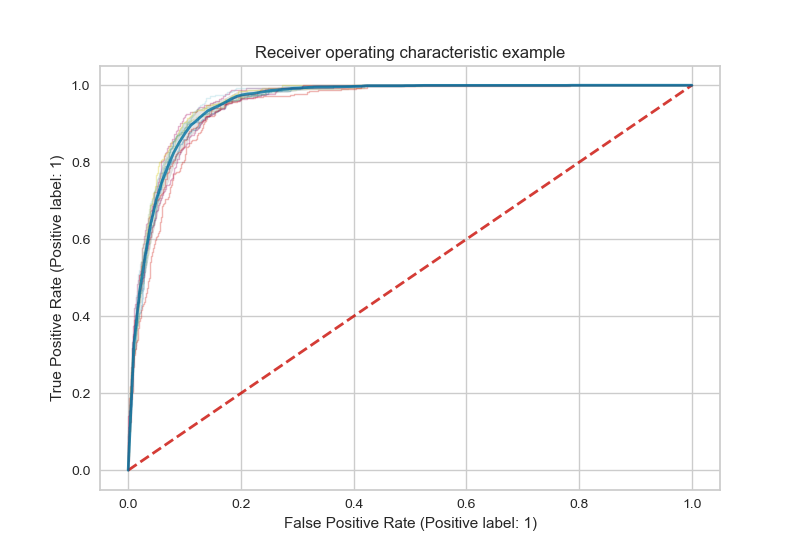 Receiver operating characteristic example
1.0
0.8
0.6
0.4
0.2
0.0
True Positive Rate (Positive label: 1)
0.0 0.2 0.4 0.6 0.8 1.0
False Positive Rate (Positive label: 1)